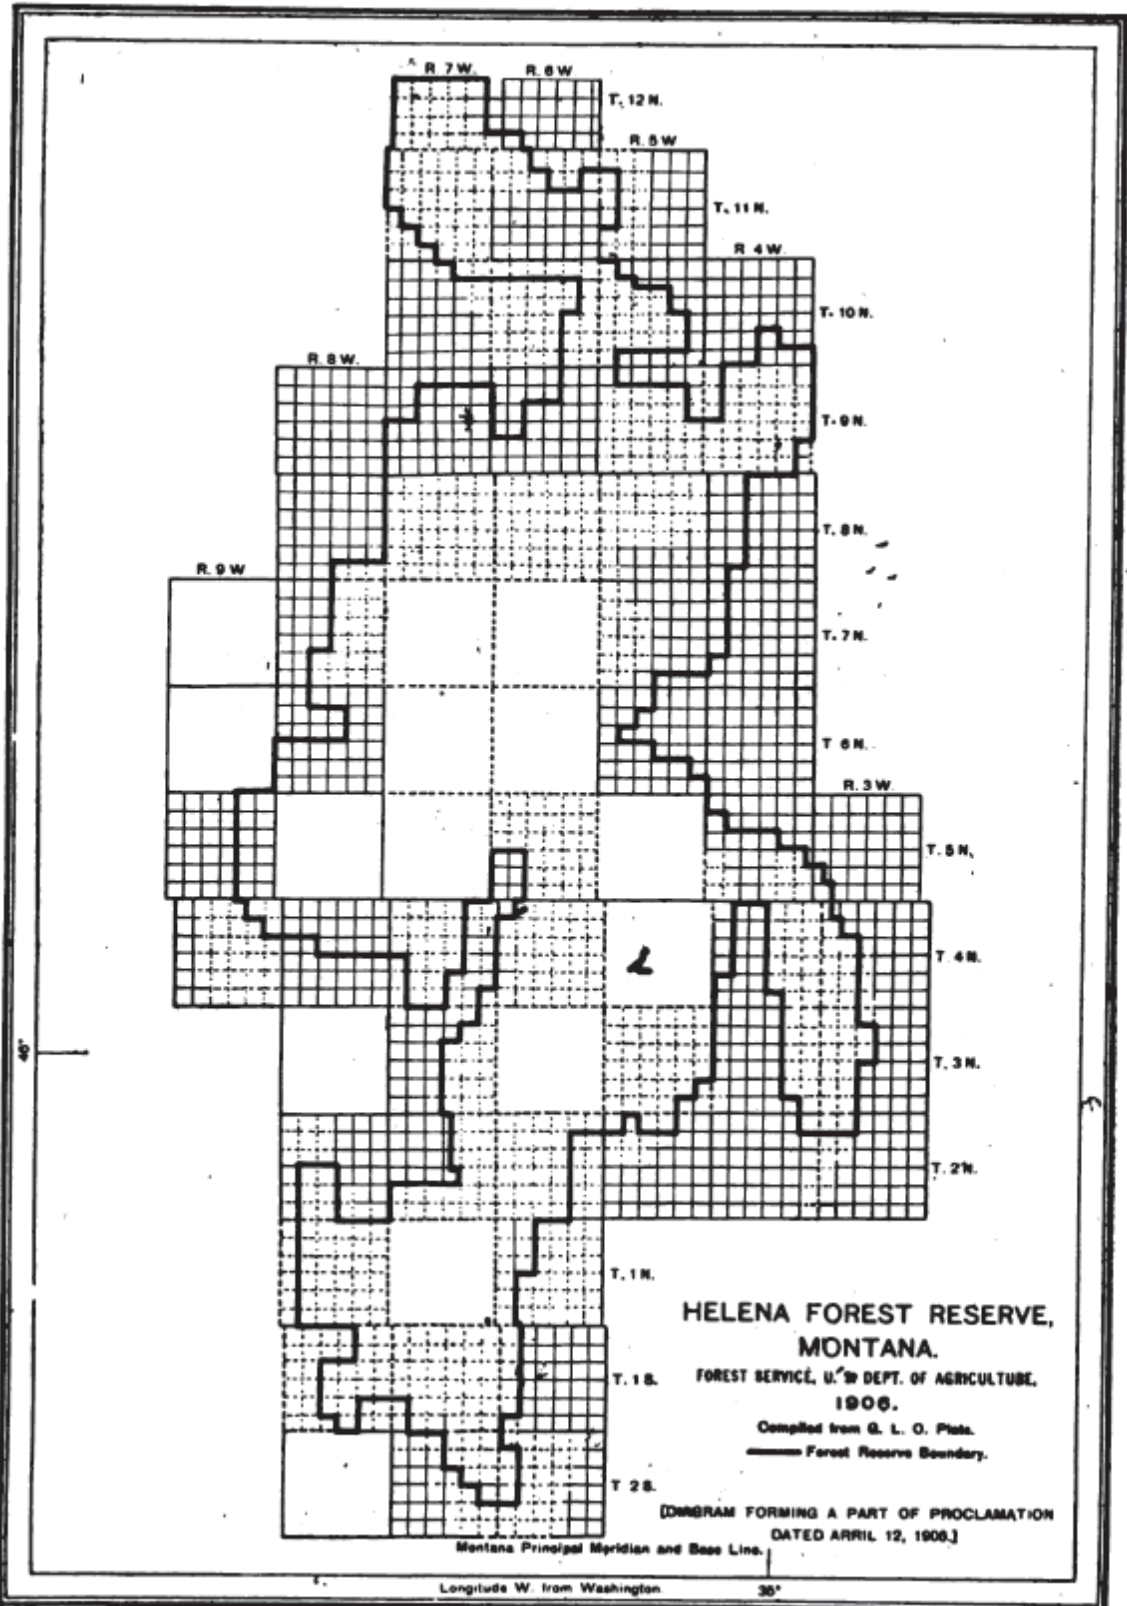 R. 7 W. R. 6 W
T. 12 N.
R. 5 W
T. 11 N.
R 4 W.
T. 10 N.
R. 8 W.
T. 9 N.
T. 8 N.
R. 9 W
T. 7 N.
T 6 N.
R. 3 W.
T. 5 N.
T. 4 N.
46°
T. 3 N.
T. 2 N.
T. 1 N.
HELENA FOREST RESERVE,
MONTANA.
T. 1 S.
FOREST SERVICE, U. S. DEPT. OF AGRICULTURE.
1906.
Compiled from G. L. O. Plats.
Forest Reserve Boundary.
T 2 S.
[DIAGRAM FORMING A PART OF PROCLAMATION
DATED APRIL 12, 1906.]
Montana Principal Meridian and Base Line.
Longitude W. from Washington. 35°